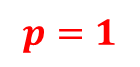 p = 1